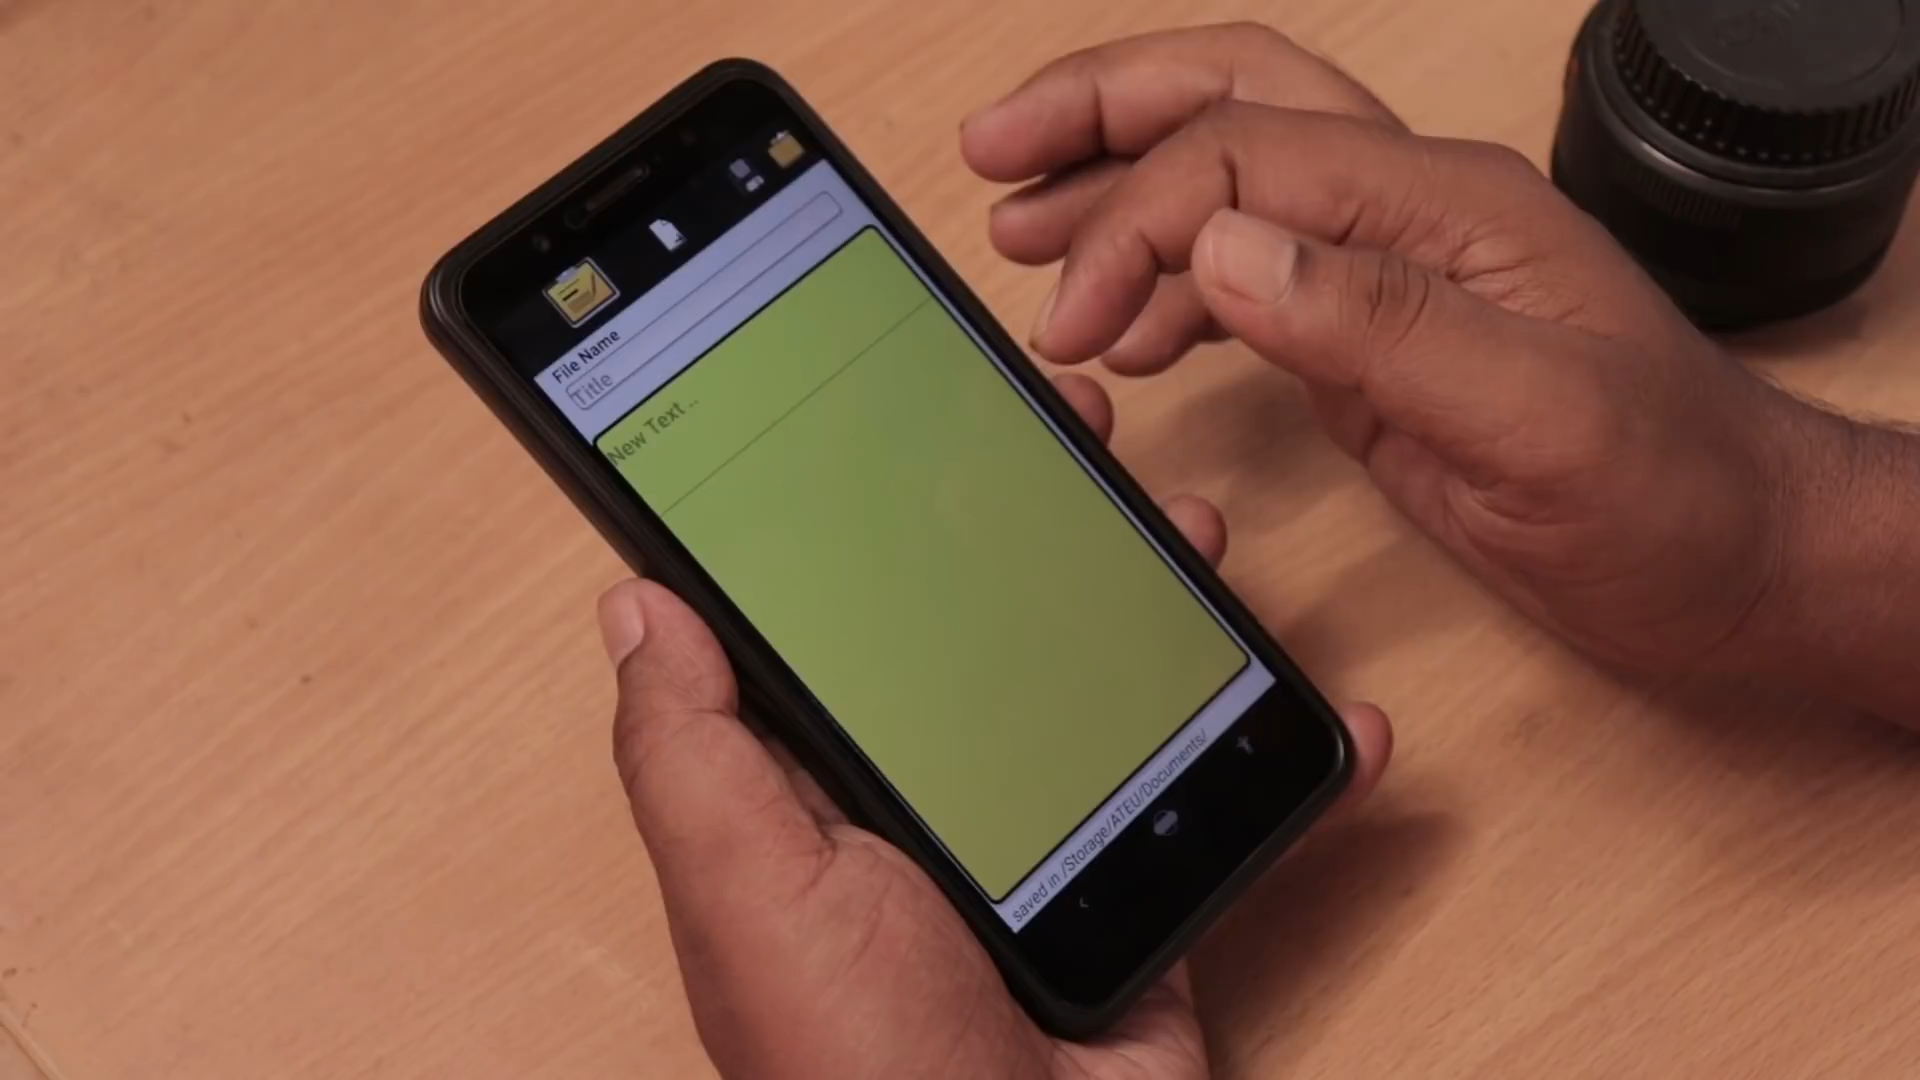 File Name
Title
New Text ..
saved in /Storage/ATEU/Documents/